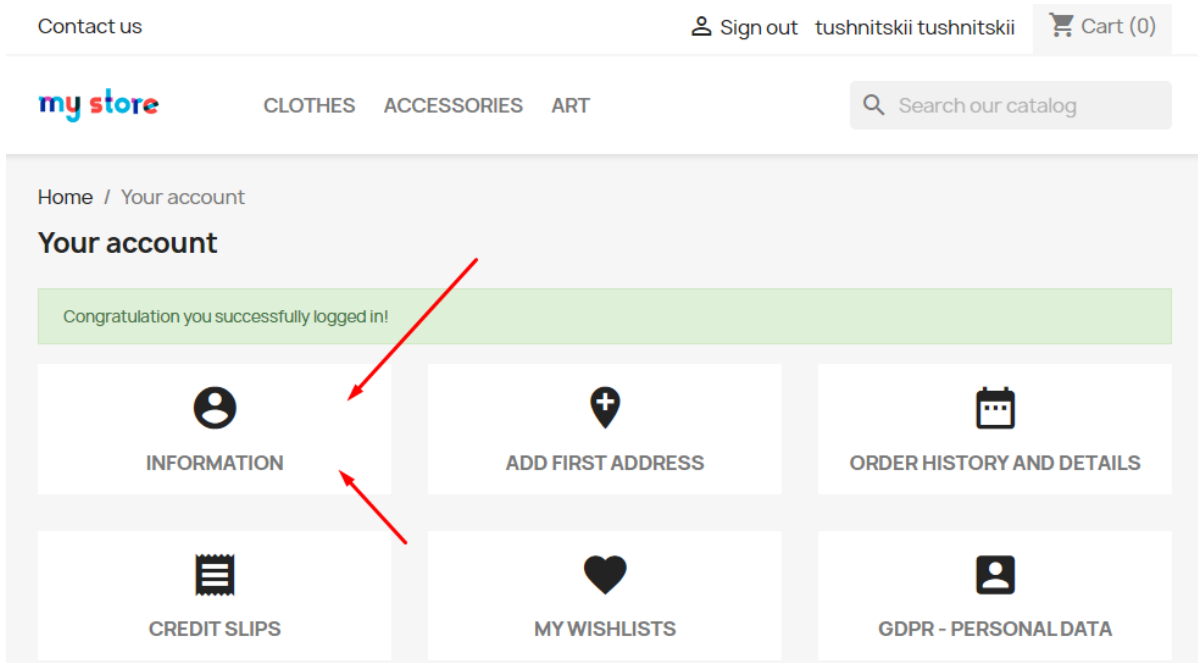 Contact us
Sign out tushnitskii tushnitskii Cart (0)
my store CLOTHES ACCESSORIES ART Search our catalog
Home / Your account
Your account
Congratulation you successfully logged in!
INFORMATION ADD FIRST ADDRESS ORDER HISTORY AND DETAILS
CREDIT SLIPS MY WISHLISTS GDPR - PERSONAL DATA